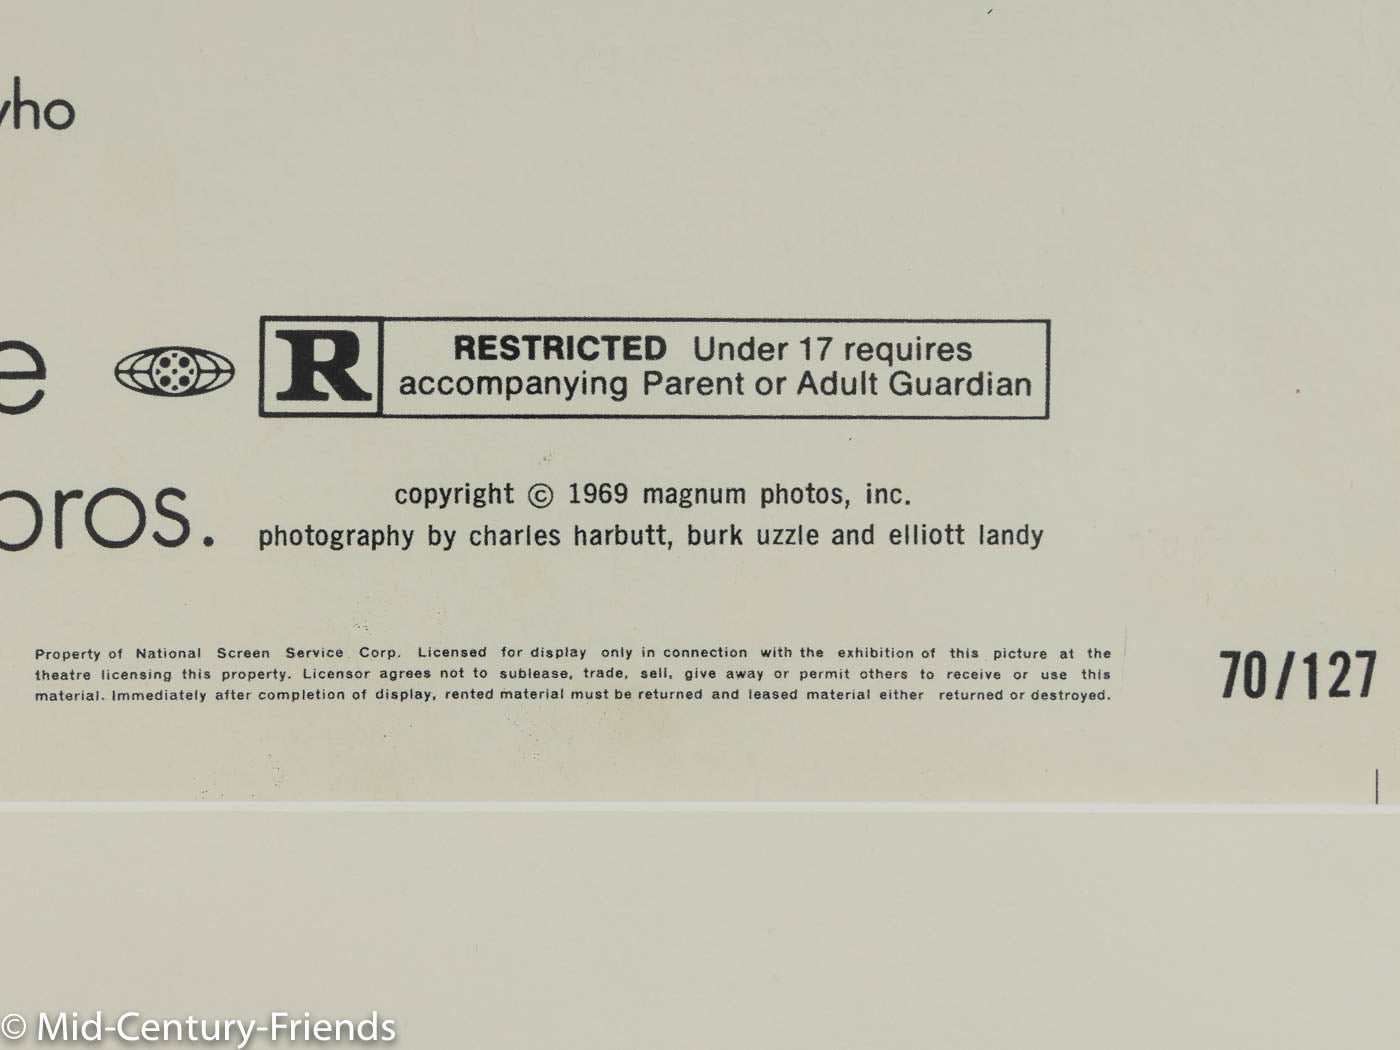 who
e
R
RESTRICTED Under 17 requires
accompanying Parent or Adult Guardian
bros.
copyright © 1969 magnum photos, inc.
photography by charles harbutt, burk uzzle and elliott landy
Property of National Screen Service Corp. Licensed for display only in connection with the exhibition of this picture at the
theatre licensing this property. Licensor agrees not to sublease, trade, sell, give away or permit others to receive or use this
material. Immediately after completion of display, rented material must be returned and leased material either returned or destroyed.
70/127
© Mid-Century-Friends